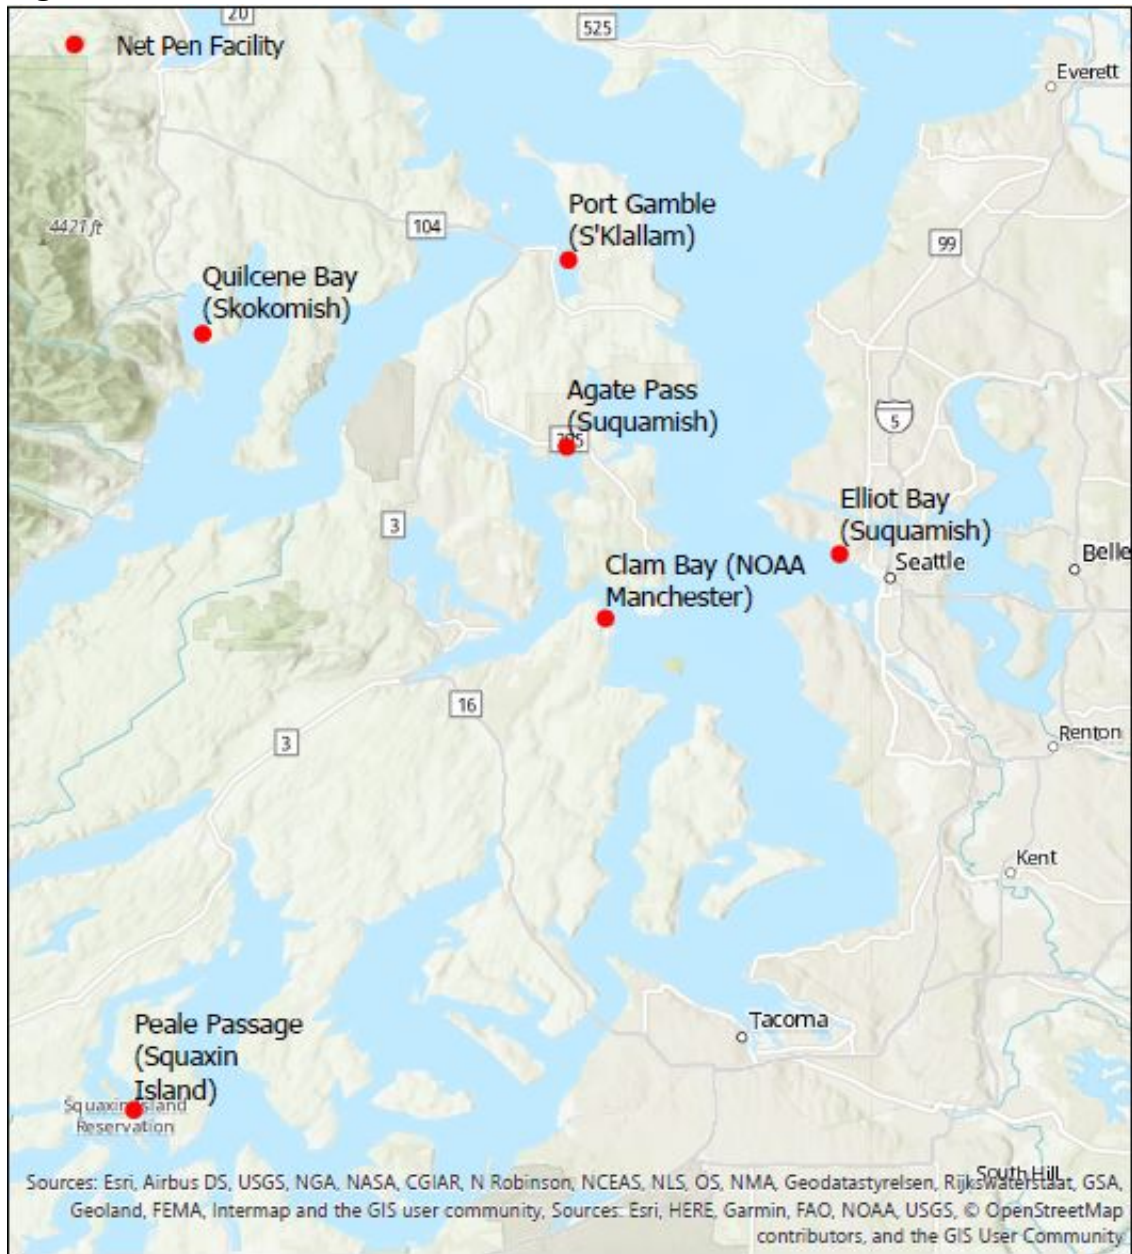 20
525
Net Pen Facility
Everett
Port Gamble
(S'Klallam)
4421 ft
104
99
Quilcene Bay
(Skokomish)
Agate Pass
(Suquamish)
5
Elliot Bay
(Suquamish)
3
Clam Bay (NOAA
Manchester)
Seattle
Belle
16
3
Renton
Kent
Peale Passage
(Squaxin
Island)
Tacoma
Squaxin Island
Reservation
South Hill
Sources: Esri, Airbus DS, USGS, NGA, NASA, CGIAR, N Robinson, NCEAS, NLS, OS, NMA, Geodatastyrelsen, Rijkswaterstaat, GSA,
Geoland, FEMA, Intermap and the GIS user community, Sources: Esri, HERE, Garmin, FAO, NOAA, USGS, © OpenStreetMap
contributors, and the GIS User Community